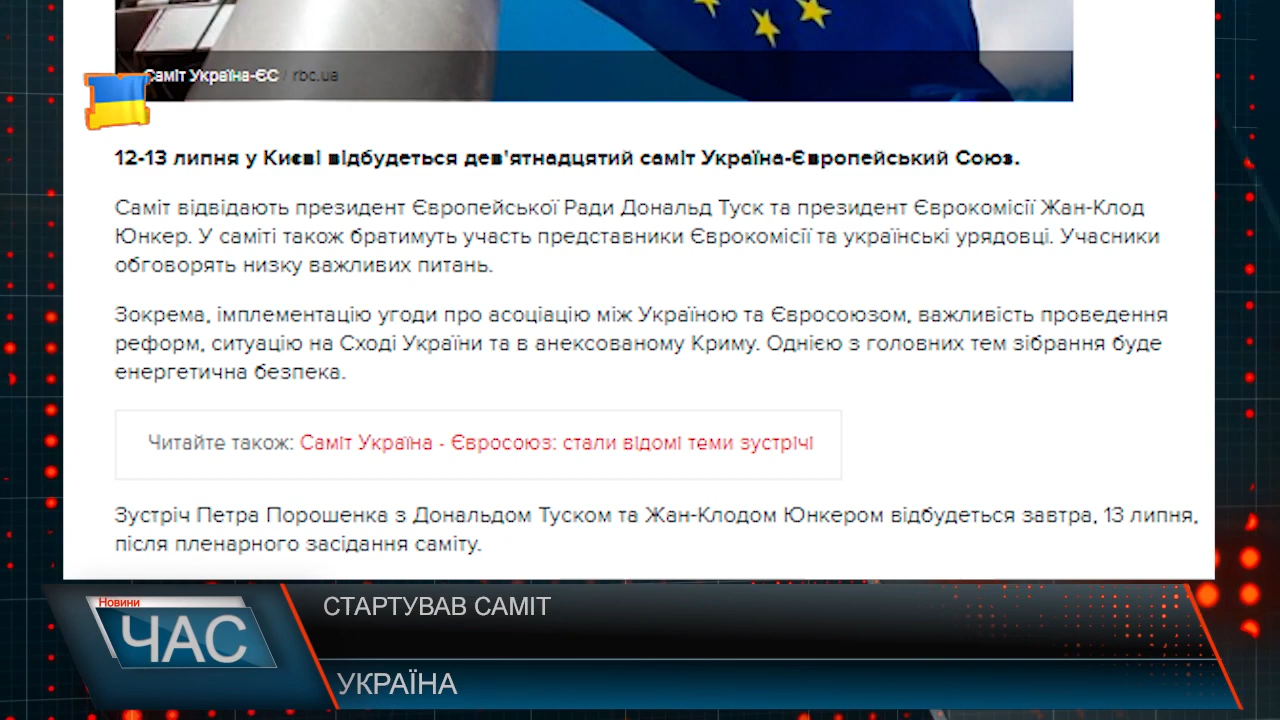 Саміт Україна-ЄС / rbc.ua
12-13 липня у Києві відбудеться дев'ятнадцятий саміт Україна-Європейський Союз.
Саміт відвідають президент Європейської Ради Дональд Туск та президент Єврокомісії Жан-Клод
Юнкер. У саміті також братимуть участь представники Єврокомісії та українські урядовці. Учасники
обговорять низку важливих питань.
Зокрема, імплементацію угоди про асоціацію між Україною та Євросоюзом, важливість проведення
реформ, ситуацію на Сході України та в анексованому Криму. Однією з головних тем зібрання буде
енергетична безпека.
Читайте також: Саміт Україна - Євросоюз: стали відомі теми зустрічі
Зустріч Петра Порошенка з Дональдом Туском та Жан-Клодом Юнкером відбудеться завтра, 13 липня,
після пленарного засідання саміту.
Новини
ЧАС
СТАРТУВАВ САМІТ
УКРАЇНА